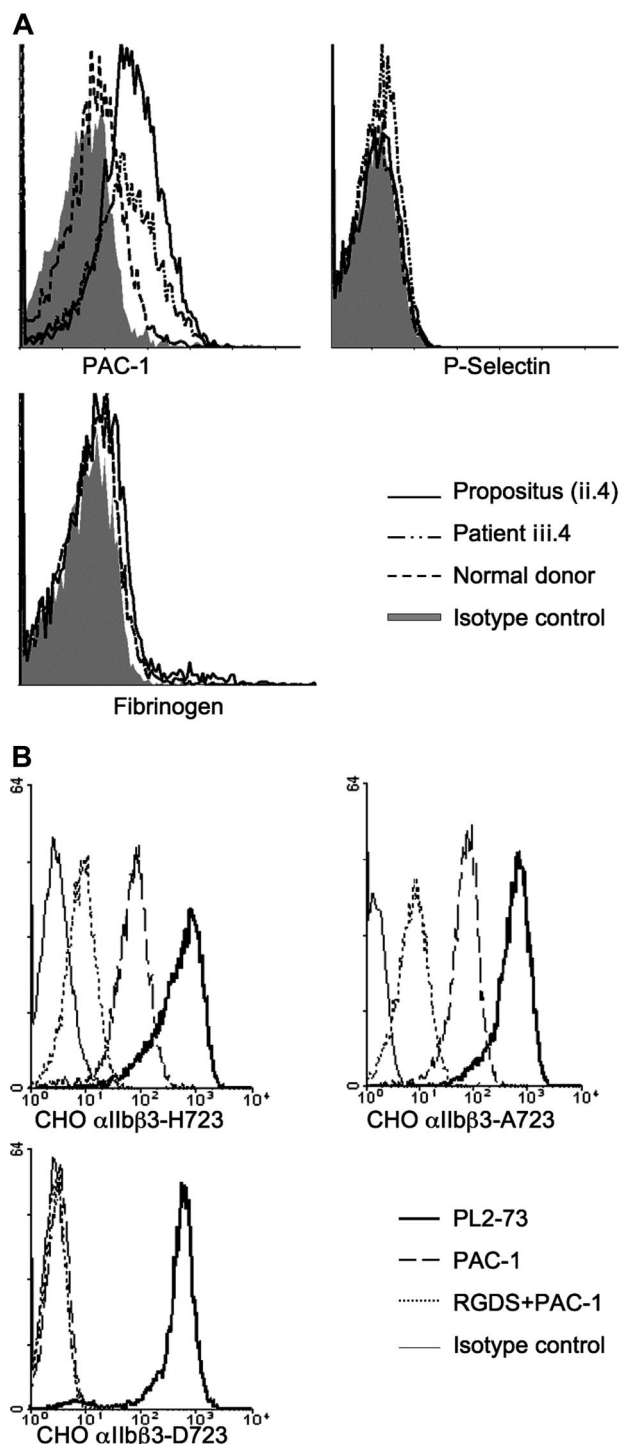 A
PAC-1
P-Selectin
Fibrinogen
Propositus (ii.4)
Patient iii.4
Normal donor
Isotype control
B
64
0
10⁰ 10¹ 10² 10³ 10⁴
CHO αIIbβ3-H723
64
0
10⁰ 10¹ 10² 10³ 10⁴
CHO αIIbβ3-A723
64
0
10⁰ 10¹ 10² 10³ 10⁴
CHO αIIbβ3-D723
PL2-73
PAC-1
RGDS+PAC-1
Isotype control